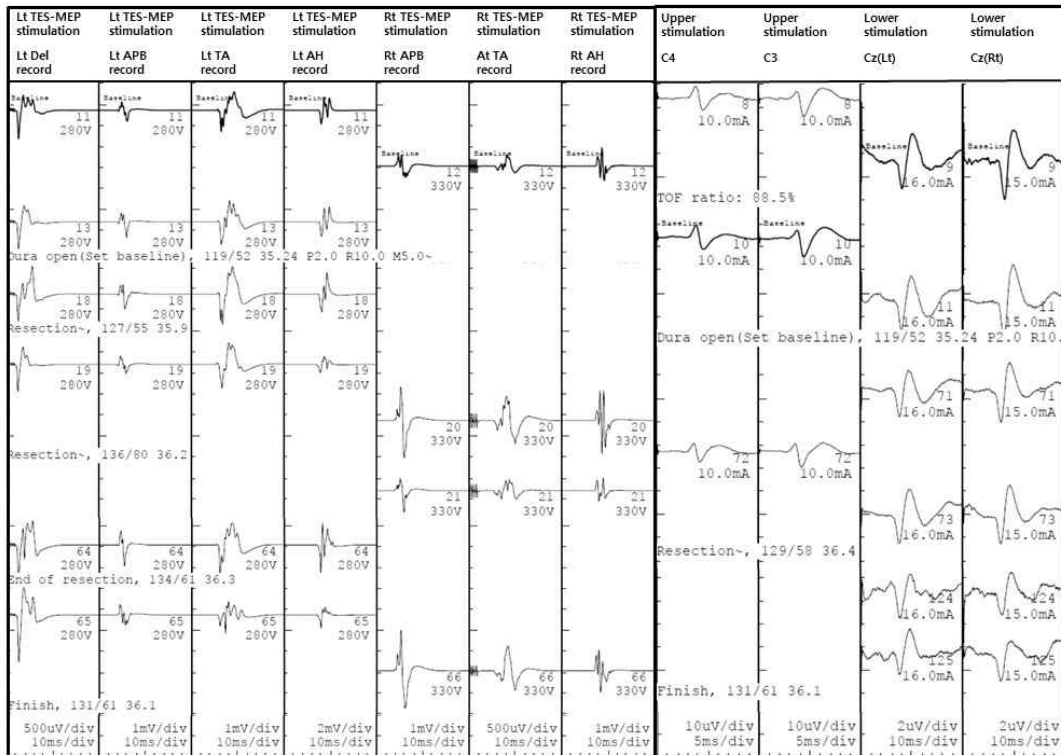 Lt TES-MEP stimulation Lt TES-MEP stimulation Lt TES-MEP stimulation Lt TES-MEP stimulation Rt TES-MEP stimulation Rt TES-MEP stimulation Rt TES-MEP stimulation Upper stimulation Upper stimulation Lower stimulation Lower stimulation
Lt Del record Lt APB record Lt TA record Lt AH record Rt APB record At TA record Rt AH record C4 C3 Cz(Lt) Cz(Rt)
Baseline Baseline Baseline Baseline
11 11 11 11
280V 280V 280V 280V
Baseline Baseline Baseline
12 12 12
330V 330V 330V
13 13 13 13
280V 280V 280V 280V
Dura open(Set baseline), 119/52 35.24 P2.0 R10.0 M5.0~
18 18 18 18
280V 280V 280V 280V
Resection~, 127/55 35.9
19 19 19 19
280V 280V 280V 280V
20 20 20
330V 330V 330V
Resection~, 136/80 36.2
21 21 21
330V 330V 330V
64 64 64 64
280V 280V 280V 280V
End of resection, 134/61 36.3
65 65 65 65
280V 280V 280V 280V
66 66 66
330V 330V 330V
Finish, 131/61 36.1
500uV/div 1mV/div 1mV/div 2mV/div 1mV/div 500uV/div 1mV/div
10ms/div 10ms/div 10ms/div 10ms/div 10ms/div 10ms/div 10ms/div
8 8
10.0mA 10.0mA
Baseline Baseline
9 9
16.0mA 15.0mA
TOF ratio: 88.5%
Baseline Baseline
10 10
10.0mA 10.0mA
11 11
16.0mA 15.0mA
Dura open(Set baseline), 119/52 35.24 P2.0 R10.
71 71
16.0mA 15.0mA
72 72
10.0mA 10.0mA
73 73
16.0mA 15.0mA
Resection~, 129/58 36.4
124 124
16.0mA 15.0mA
125 125
16.0mA 15.0mA
Finish, 131/61 36.1
10uV/div 10uV/div 2uV/div 2uV/div
5ms/div 5ms/div 10ms/div 10ms/div